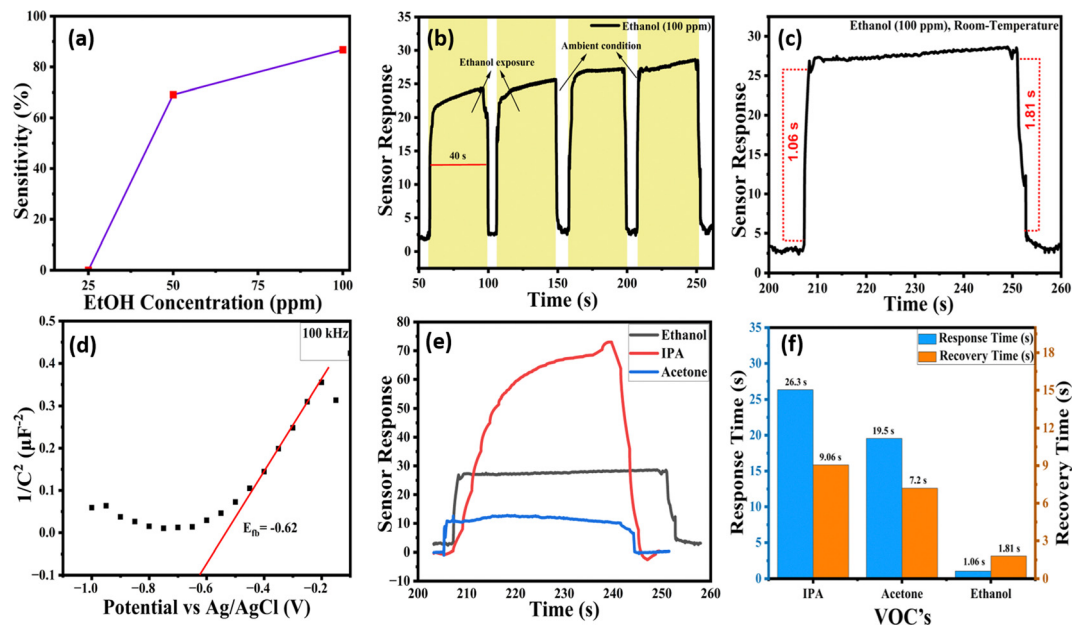 (a)
Sensitivity (%)
100
80
60
40
20
0
25
50
75
100
EtOH Concentration (ppm)
(b)
Ethanol (100 ppm)
Ambient condition
Ethanol exposure
40 s
Sensor Response
35
30
25
20
15
10
5
0
50
100
150
200
250
Time (s)
(c)
Ethanol (100 ppm), Room-Temperature
1.06 s
1.81 s
Sensor Response
35
30
25
20
15
10
5
0
200
210
220
230
240
250
260
Time (s)
(d)
100 kHz
1/C² (µF⁻²)
0.5
0.4
0.3
0.2
0.1
0.0
−0.1
Efb= -0.62
−1.0
−0.8
−0.6
−0.4
−0.2
Potential vs Ag/AgCl (V)
(e)
Ethanol
IPA
Acetone
Sensor Response
80
70
60
50
40
30
20
10
0
−10
200
210
220
230
240
250
260
Time (s)
(f)
Response Time (s)
Recovery Time (s)
Response Time (s)
35
30
25
20
15
10
5
0
26.3 s
9.06 s
19.5 s
7.2 s
1.06 s
1.81 s
IPA
Acetone
Ethanol
VOC's
18
15
12
9
6
3
0
Recovery Time (s)